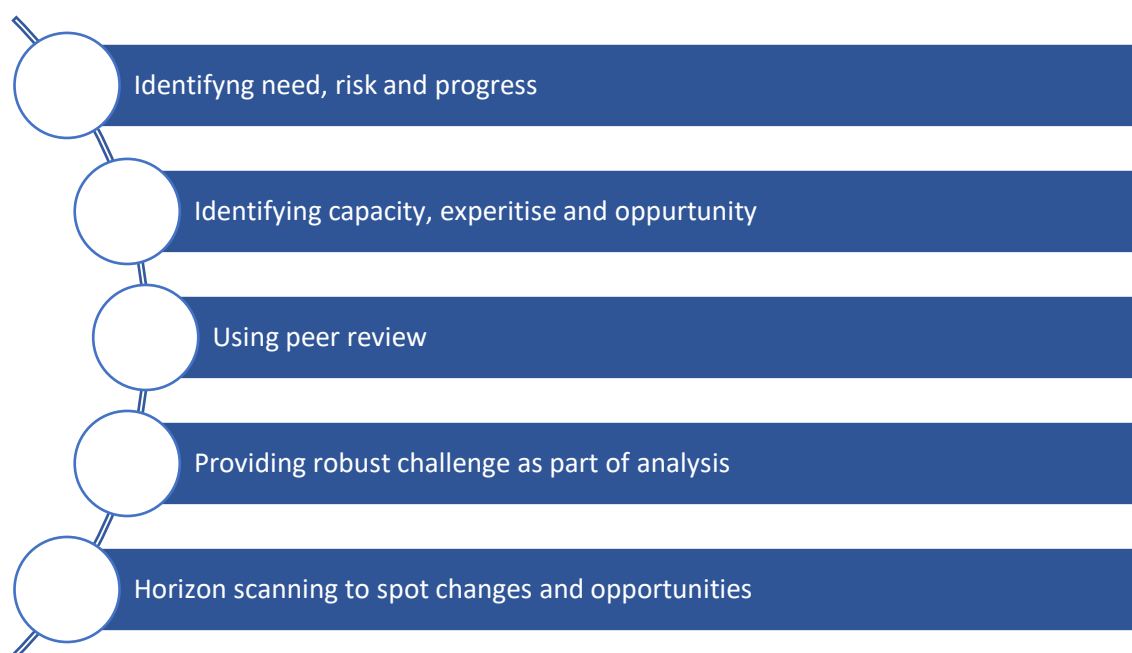 Identifyng need, risk and progress
Identifying capacity, experitise and oppurtunity
Using peer review
Providing robust challenge as part of analysis
Horizon scanning to spot changes and opportunities